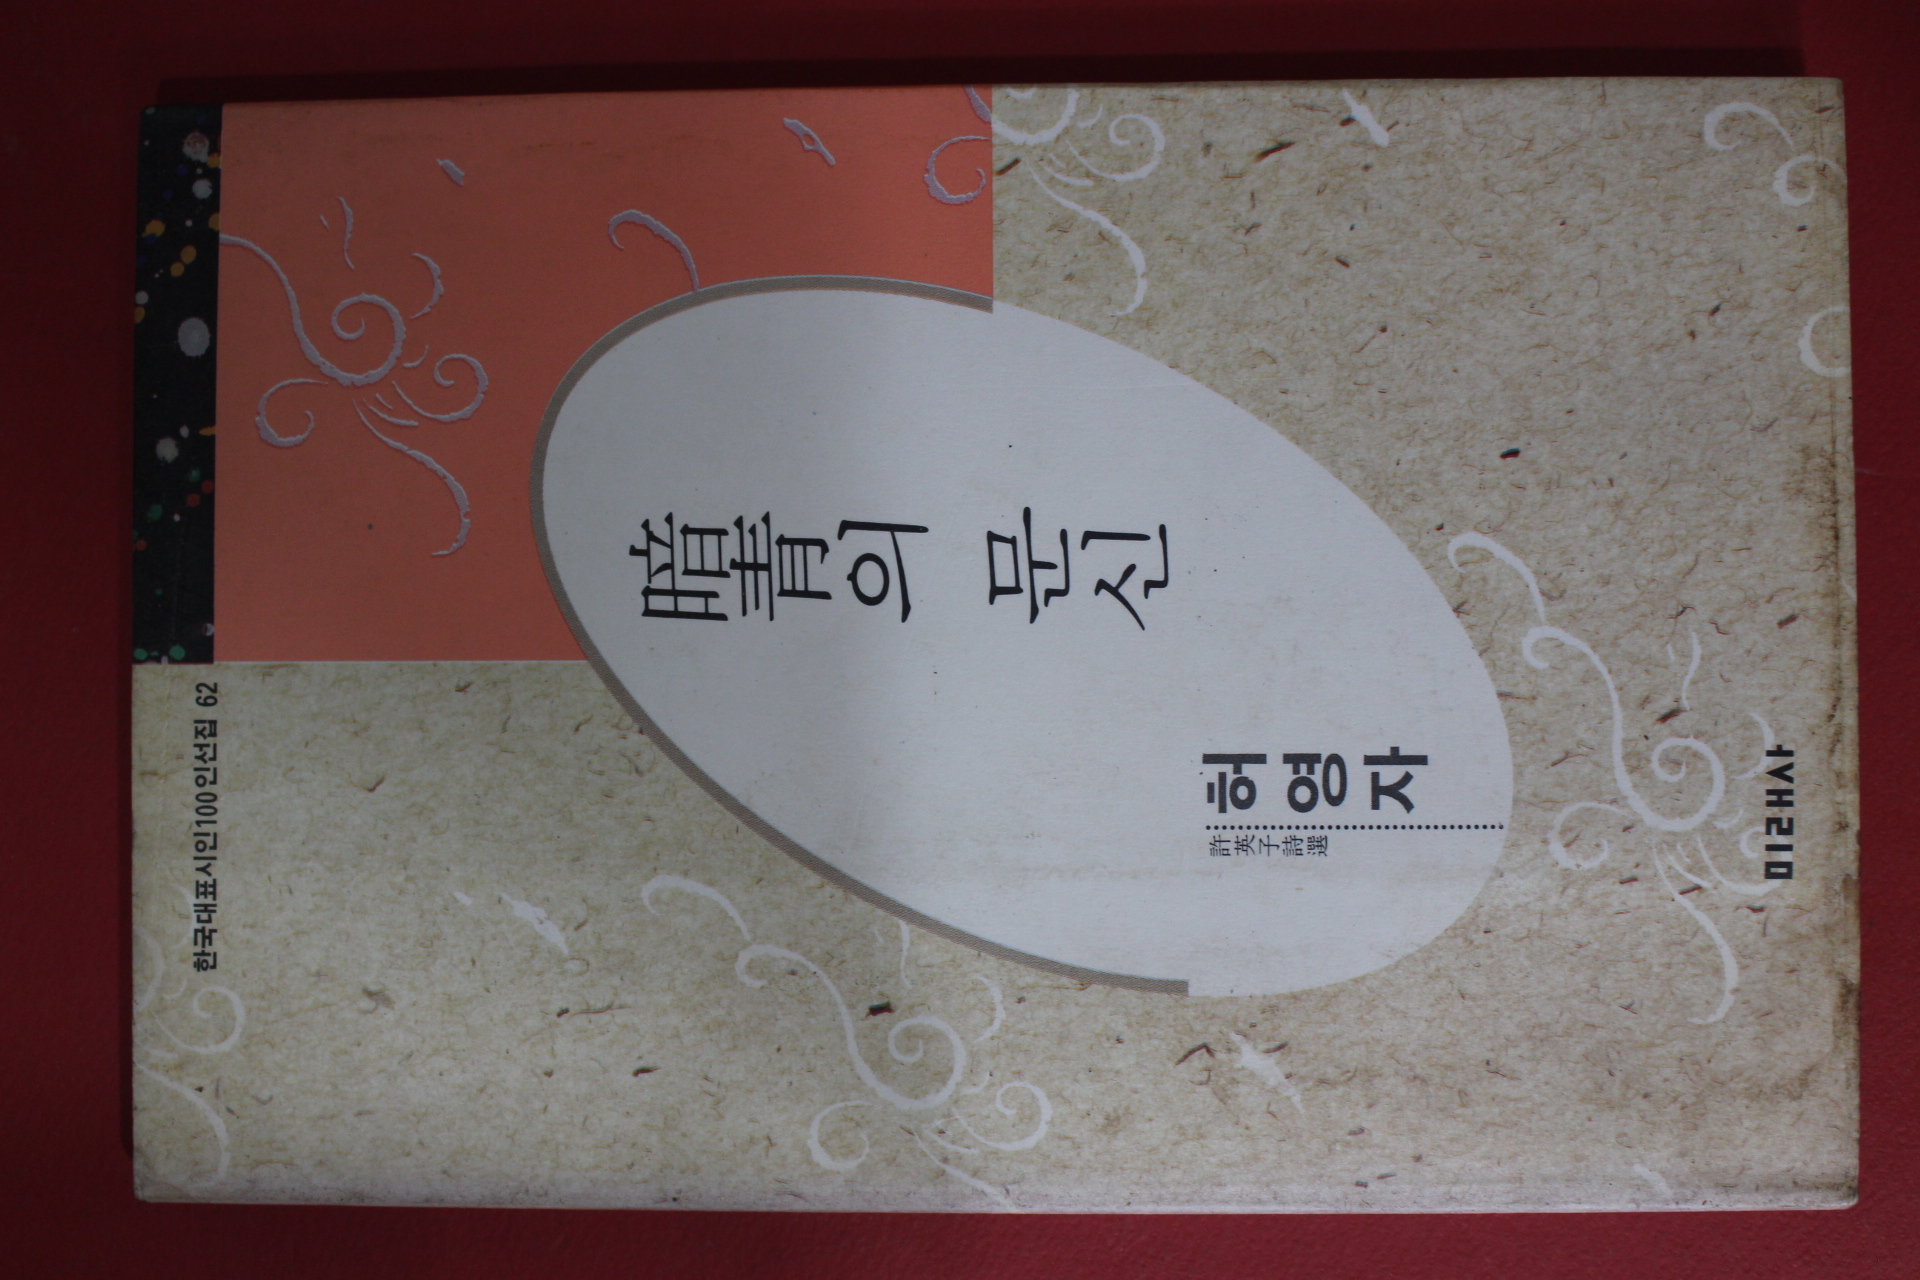 한국대표시인100인선집 62
暗靑의 문신
허영자
許英子詩選
미래사